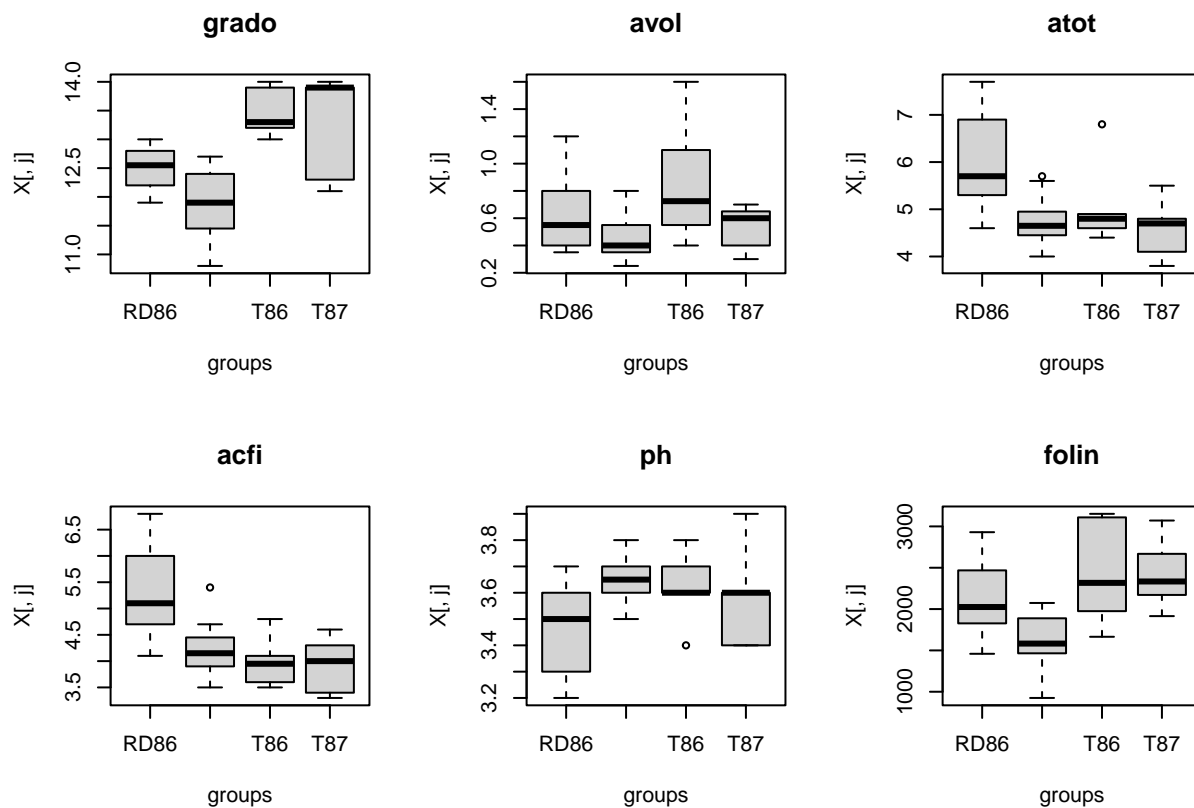 grado
X[, j]
14.0
12.5
11.0
RD86 T86 T87
groups
avol
X[, j]
1.4
1.0
0.6
0.2
RD86 T86 T87
groups
atot
X[, j]
7
6
5
4
RD86 T86 T87
groups
acfi
X[, j]
6.5
5.5
4.5
3.5
RD86 T86 T87
groups
ph
X[, j]
3.8
3.6
3.4
3.2
RD86 T86 T87
groups
folin
X[, j]
3000
2000
1000
RD86 T86 T87
groups